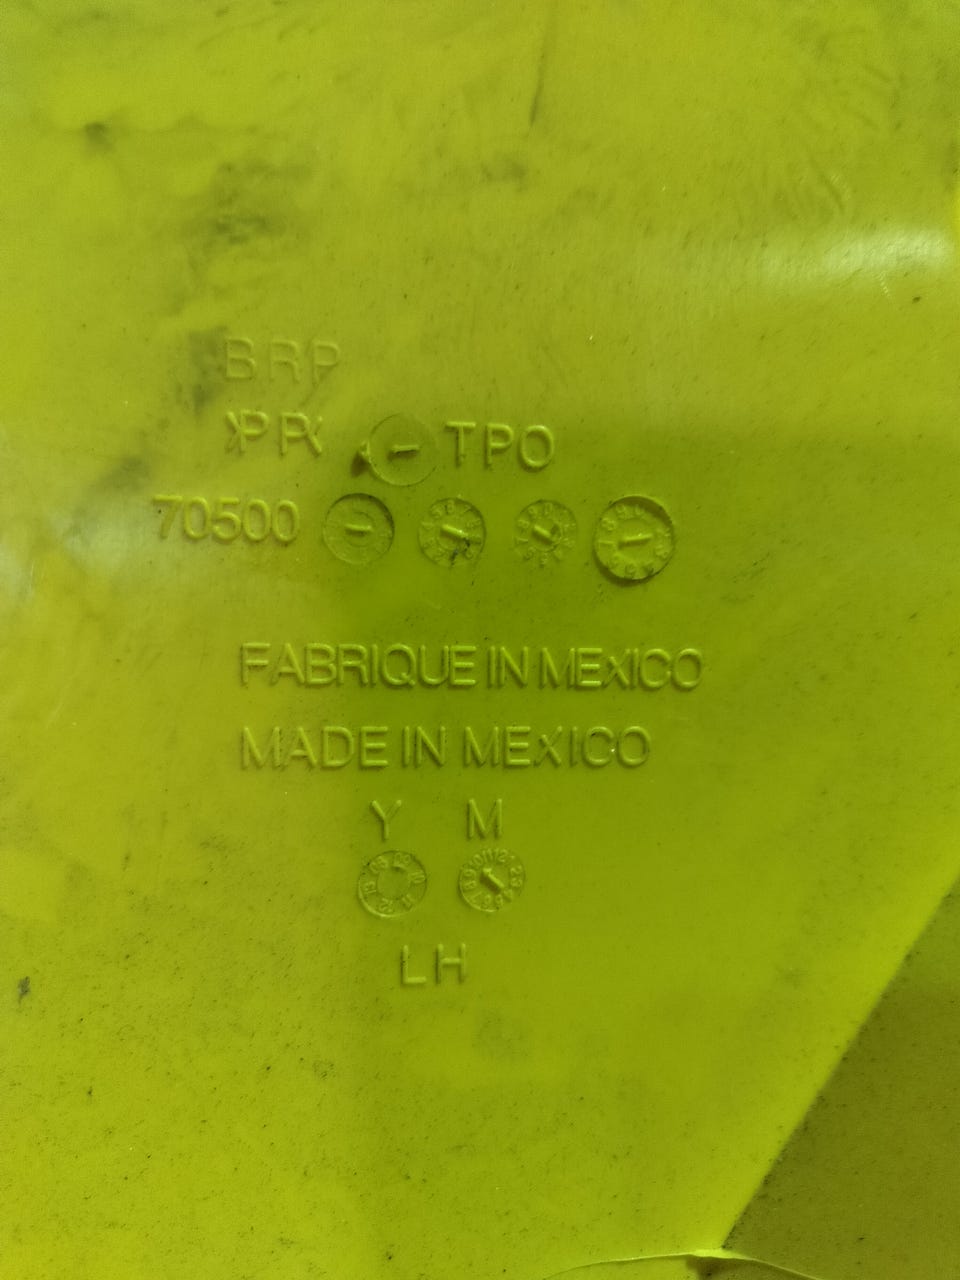 BRP
>PP< - TPO
70500
FABRIQUE IN MEXICO
MADE IN MEXICO
Y M
LH